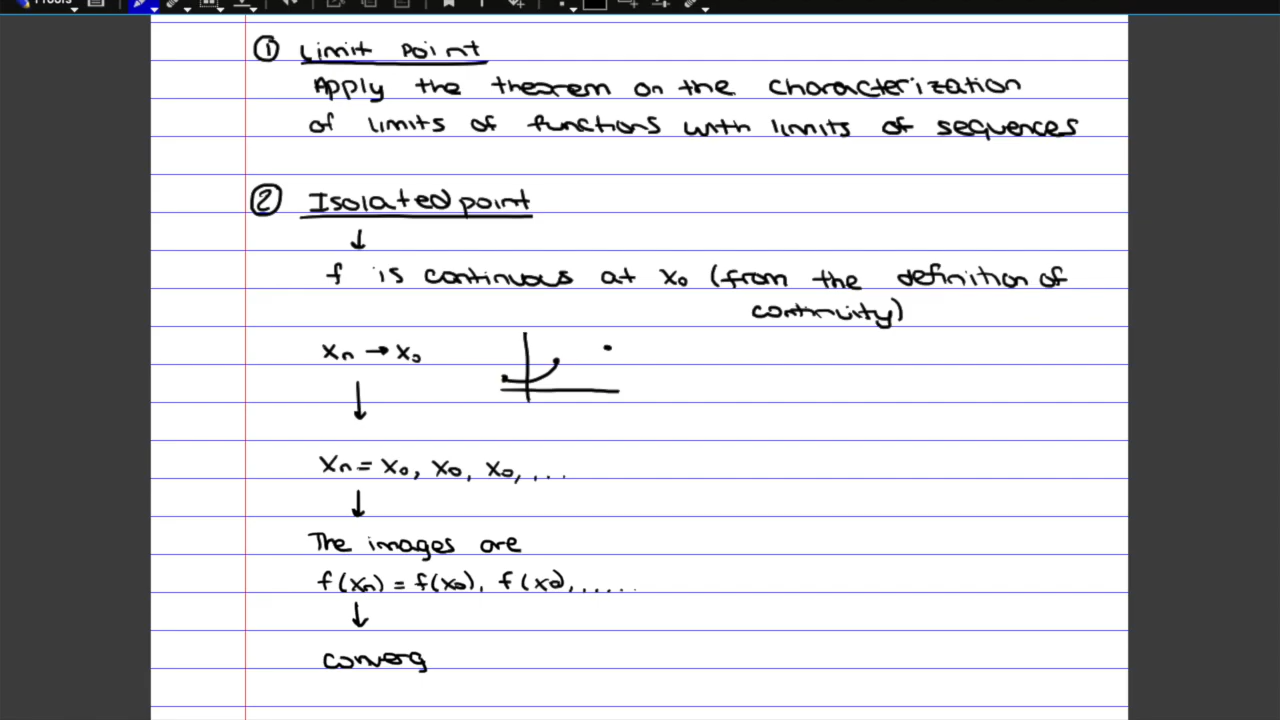 Proofs
① Limit Point
Apply the theorem on the characterization
of limits of functions with limits of sequences
② Isolated point
↓
f is continuous at x₀ (from the definition of
continuity)
xₙ → x₀
↓
xₙ = x₀, x₀, x₀, ...
↓
The images are
f(xₙ) = f(x₀), f(x₀), ......
↓
converg